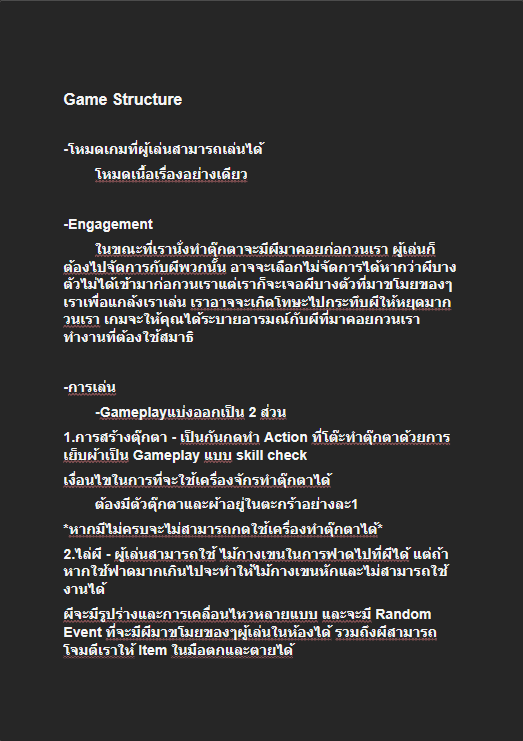 Game Structure
-โหมดเกมที่ผู้เล่นสามารถเล่นได้
โหมดเนื้อเรื่องอย่างเดียว
-Engagement
ในขณะที่เรานั่งทำตุ๊กตาจะมีผีมาคอยก่อกวนเรา ผู้เล่นก็
ต้องไปจัดการกับผีพวกนั้น อาจจะเลือกไม่จัดการได้หากว่าผีบาง
ตัวไม่ได้เข้ามาก่อกวนเราแต่เราก็จะเจอผีบางตัวที่มาขโมยของๆ
เราเพื่อแกล้งเราเล่น เราอาจจะเกิดโทษะไปกระทืบผีให้หยุดมาก
วนเรา เกมจะให้คุณได้ระบายอารมณ์กับผีที่มาคอยกวนเรา
ทำงานที่ต้องใช้สมาธิ
-การเล่น
-Gameplayแบ่งออกเป็น 2 ส่วน
1.การสร้างตุ๊กตา - เป็นกันกดทำ Action ที่โต๊ะทำตุ๊กตาด้วยการ
เย็บผ้าเป็น Gameplay แบบ skill check
เงื่อนไขในการที่จะใช้เครื่องจักรทำตุ๊กตาได้
ต้องมีตัวตุ๊กตาและผ้าอยู่ในตะกร้าอย่างละ1
*หากมีไม่ครบจะไม่สามารถกดใช้เครื่องทำตุ๊กตาได้*
2.ไล่ผี - ผู้เล่นสามารถใช้ ไม้กางเขนในการฟาดไปที่ผีได้ แต่ถ้า
หากใช้ฟาดมากเกินไปจะทำให้ไม้กางเขนหักและไม่สามารถใช้
งานได้
ผีจะมีรูปร่างและการเคลื่อนไหวหลายแบบ และจะมี Random
Event ที่จะมีผีมาขโมยของๆผู้เล่นในห้องได้ รวมถึงผีสามารถ
โจมตีเราให้ Item ในมือตกและตายได้